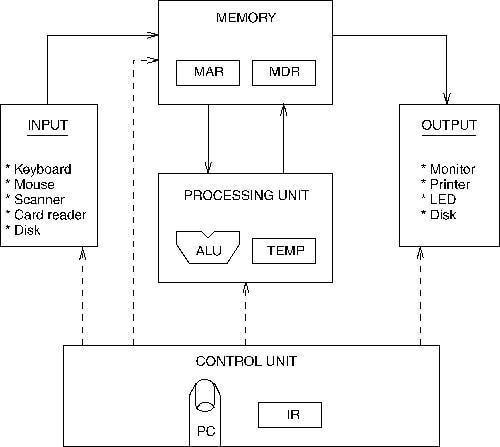 MEMORY
MAR
MDR
INPUT
* Keyboard
* Mouse
* Scanner
* Card reader
* Disk
OUTPUT
* Monitor
* Printer
* LED
* Disk
PROCESSING UNIT
ALU
TEMP
CONTROL UNIT
PC
IR